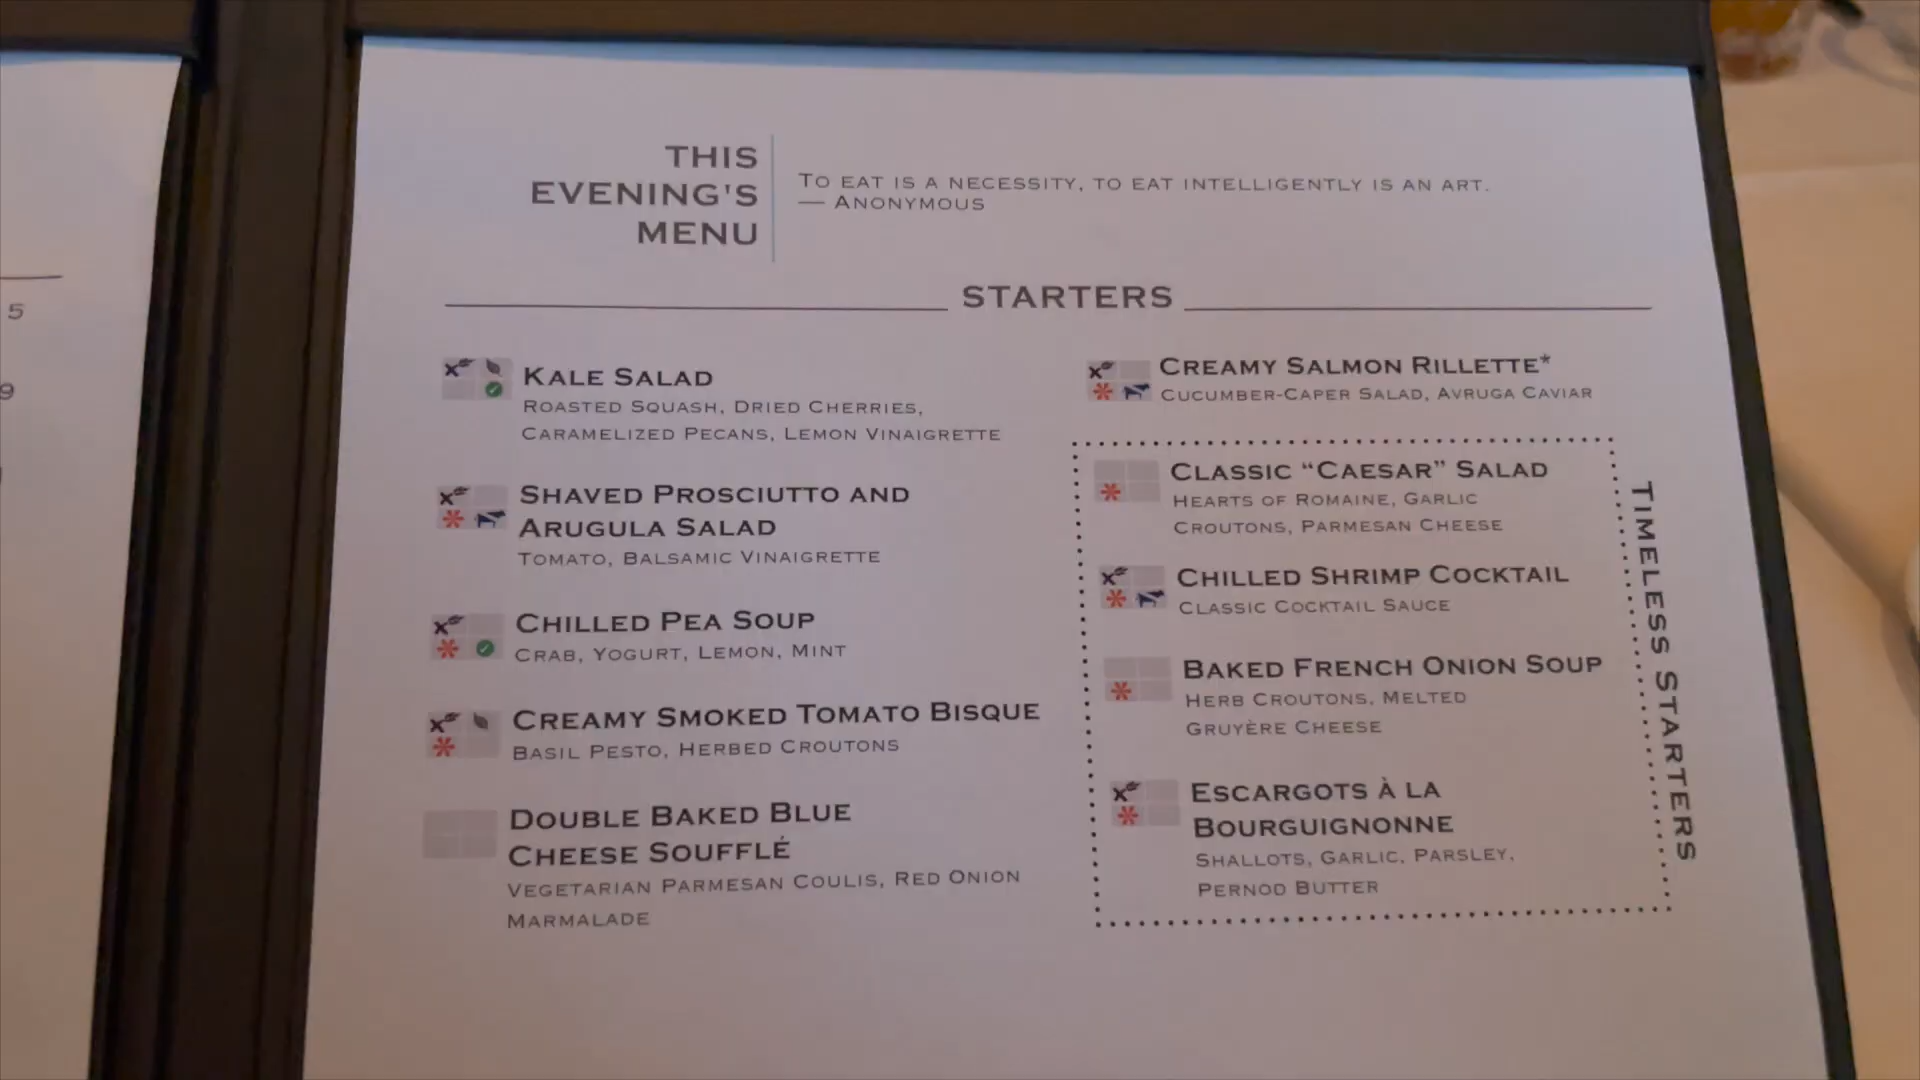 5
9
THIS
EVENING'S
MENU
TO EAT IS A NECESSITY, TO EAT INTELLIGENTLY IS AN ART.
— ANONYMOUS
STARTERS
KALE SALAD
ROASTED SQUASH, DRIED CHERRIES,
CARAMELIZED PECANS, LEMON VINAIGRETTE
SHAVED PROSCIUTTO AND
ARUGULA SALAD
TOMATO, BALSAMIC VINAIGRETTE
CHILLED PEA SOUP
CRAB, YOGURT, LEMON, MINT
CREAMY SMOKED TOMATO BISQUE
BASIL PESTO, HERBED CROUTONS
DOUBLE BAKED BLUE
CHEESE SOUFFLÉ
VEGETARIAN PARMESAN COULIS, RED ONION
MARMALADE
CREAMY SALMON RILLETTE*
CUCUMBER-CAPER SALAD, AVRUGA CAVIAR
CLASSIC “CAESAR” SALAD
HEARTS OF ROMAINE, GARLIC
CROUTONS, PARMESAN CHEESE
CHILLED SHRIMP COCKTAIL
CLASSIC COCKTAIL SAUCE
BAKED FRENCH ONION SOUP
HERB CROUTONS, MELTED
GRUYÈRE CHEESE
ESCARGOTS À LA
BOURGUIGNONNE
SHALLOTS, GARLIC, PARSLEY,
PERNOD BUTTER
TIMELESS STARTERS